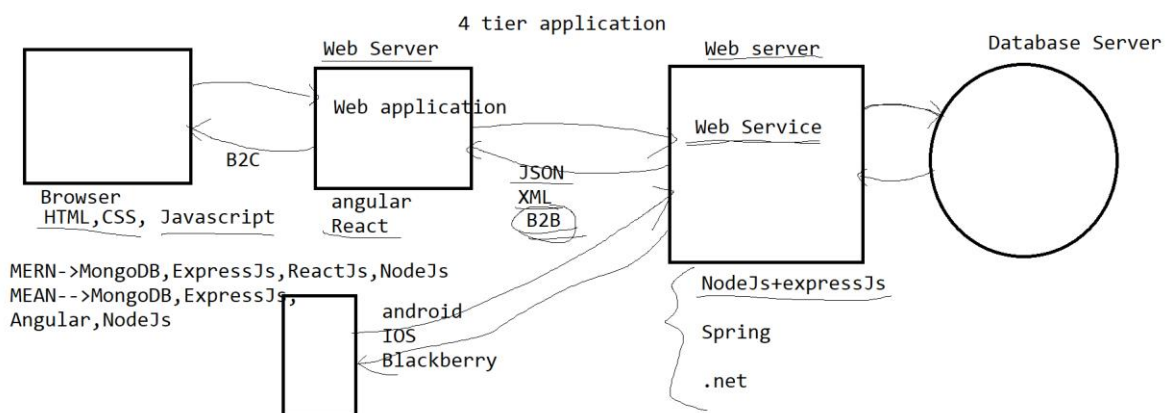 4 tier application
Web Server
Web server
Database Server
Web application
Web Service
B2C
JSON
XML
B2B
Browser
HTML,CSS, Javascript
angular
React
MERN->MongoDB,ExpressJs,ReactJs,NodeJs
MEAN-->MongoDB,ExpressJs,
Angular,NodeJs
android
IOS
Blackberry
NodeJs+expressJs
Spring
.net